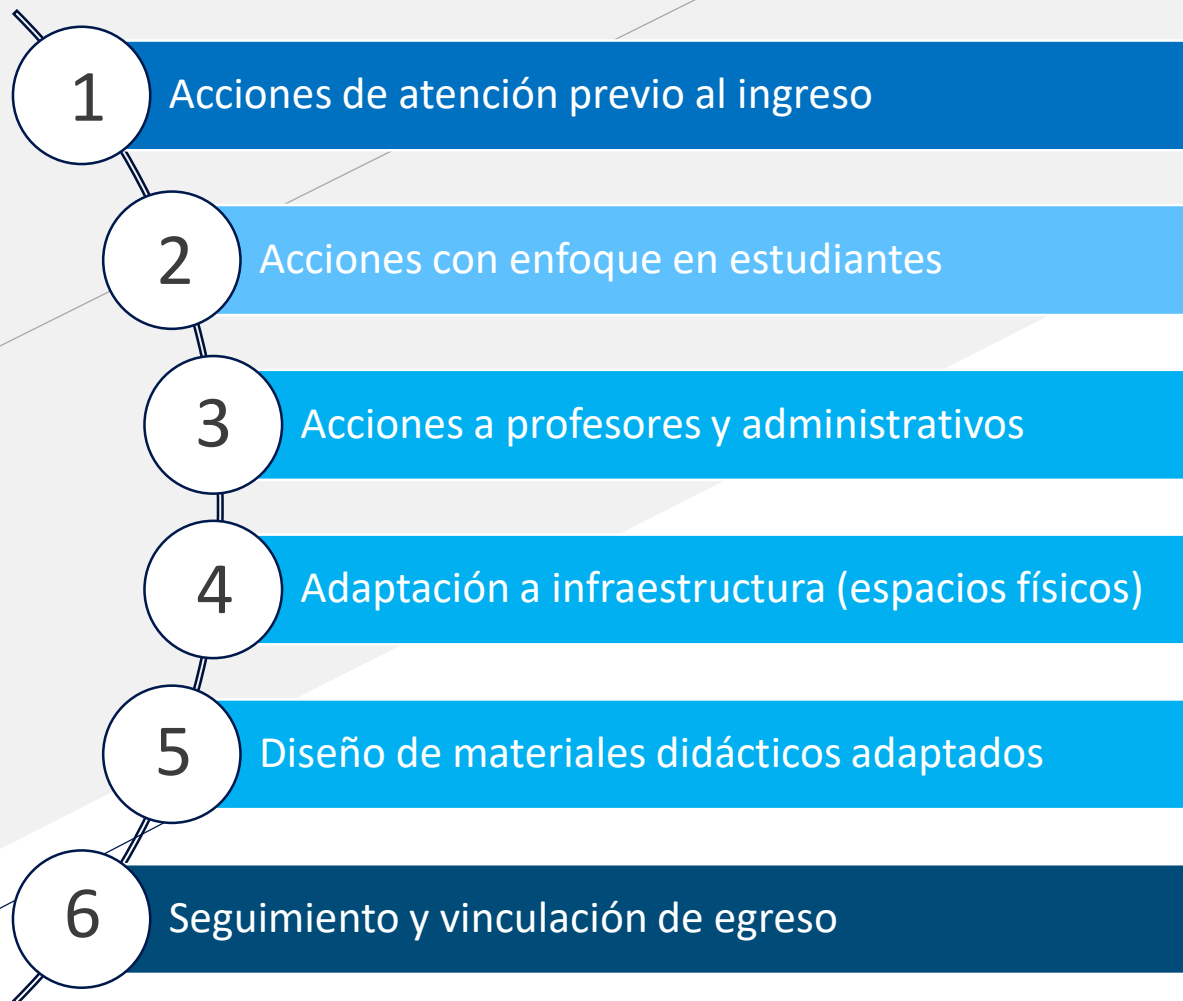 1 Acciones de atención previo al ingreso
2 Acciones con enfoque en estudiantes
3 Acciones a profesores y administrativos
4 Adaptación a infraestructura (espacios físicos)
5 Diseño de materiales didácticos adaptados
6 Seguimiento y vinculación de egreso